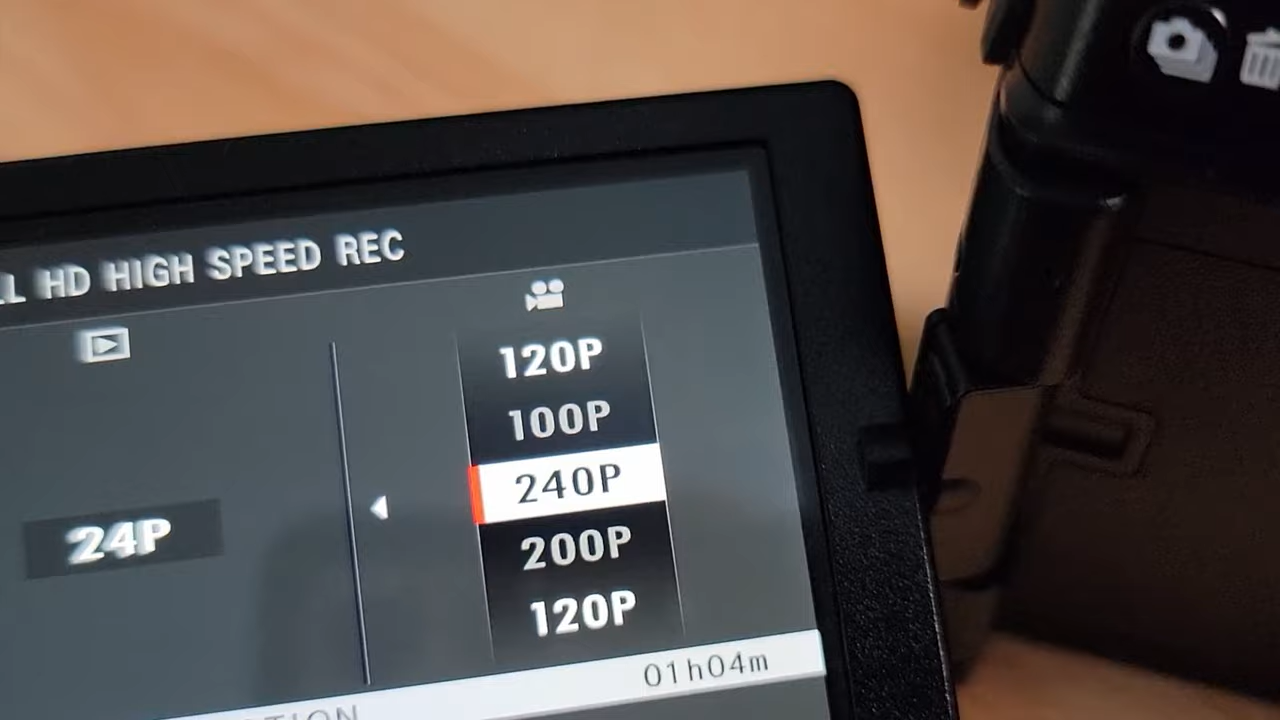 HD HIGH SPEED REC
120P
100P
24P
240P
200P
120P
01h04m